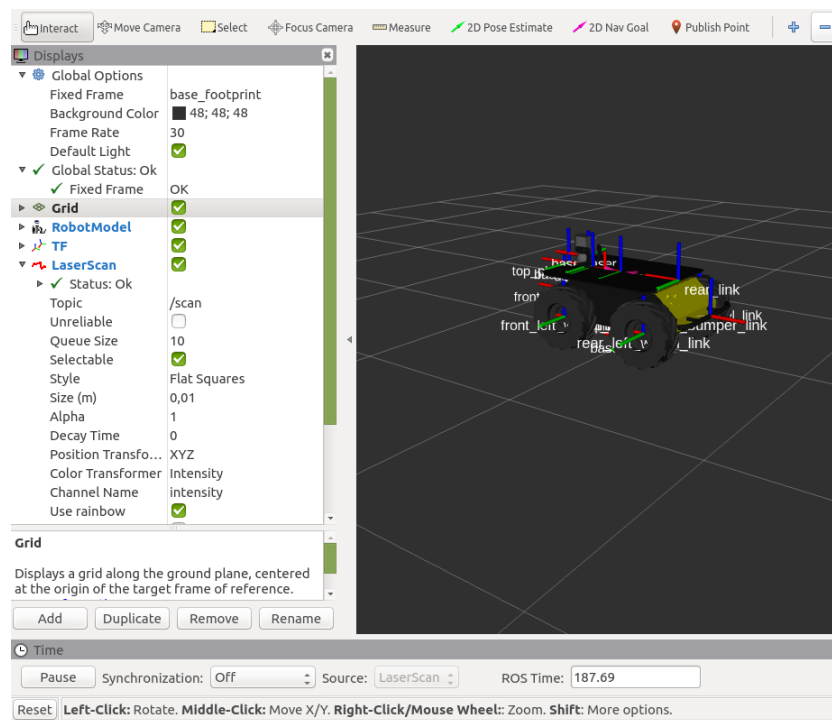 Interact Move Camera Select Focus Camera Measure 2D Pose Estimate 2D Nav Goal Publish Point
Displays
Global Options
Fixed Frame base_footprint
Background Color 48; 48; 48
Frame Rate 30
Default Light
Global Status: Ok
Fixed Frame OK
Grid
RobotModel
TF
LaserScan
Status: Ok
Topic /scan
Unreliable
Queue Size 10
Selectable
Style Flat Squares
Size (m) 0,01
Alpha 1
Decay Time 0
Position Transfo... XYZ
Color Transformer Intensity
Channel Name intensity
Use rainbow
Grid
Displays a grid along the ground plane, centered
at the origin of the target frame of reference.
Add Duplicate Remove Rename
top
rear link
front
front_left_
rear_left
link
Time
Pause Synchronization: Off Source: LaserScan ROS Time: 187.69
Reset Left-Click: Rotate. Middle-Click: Move X/Y. Right-Click/Mouse Wheel:: Zoom. Shift: More options.